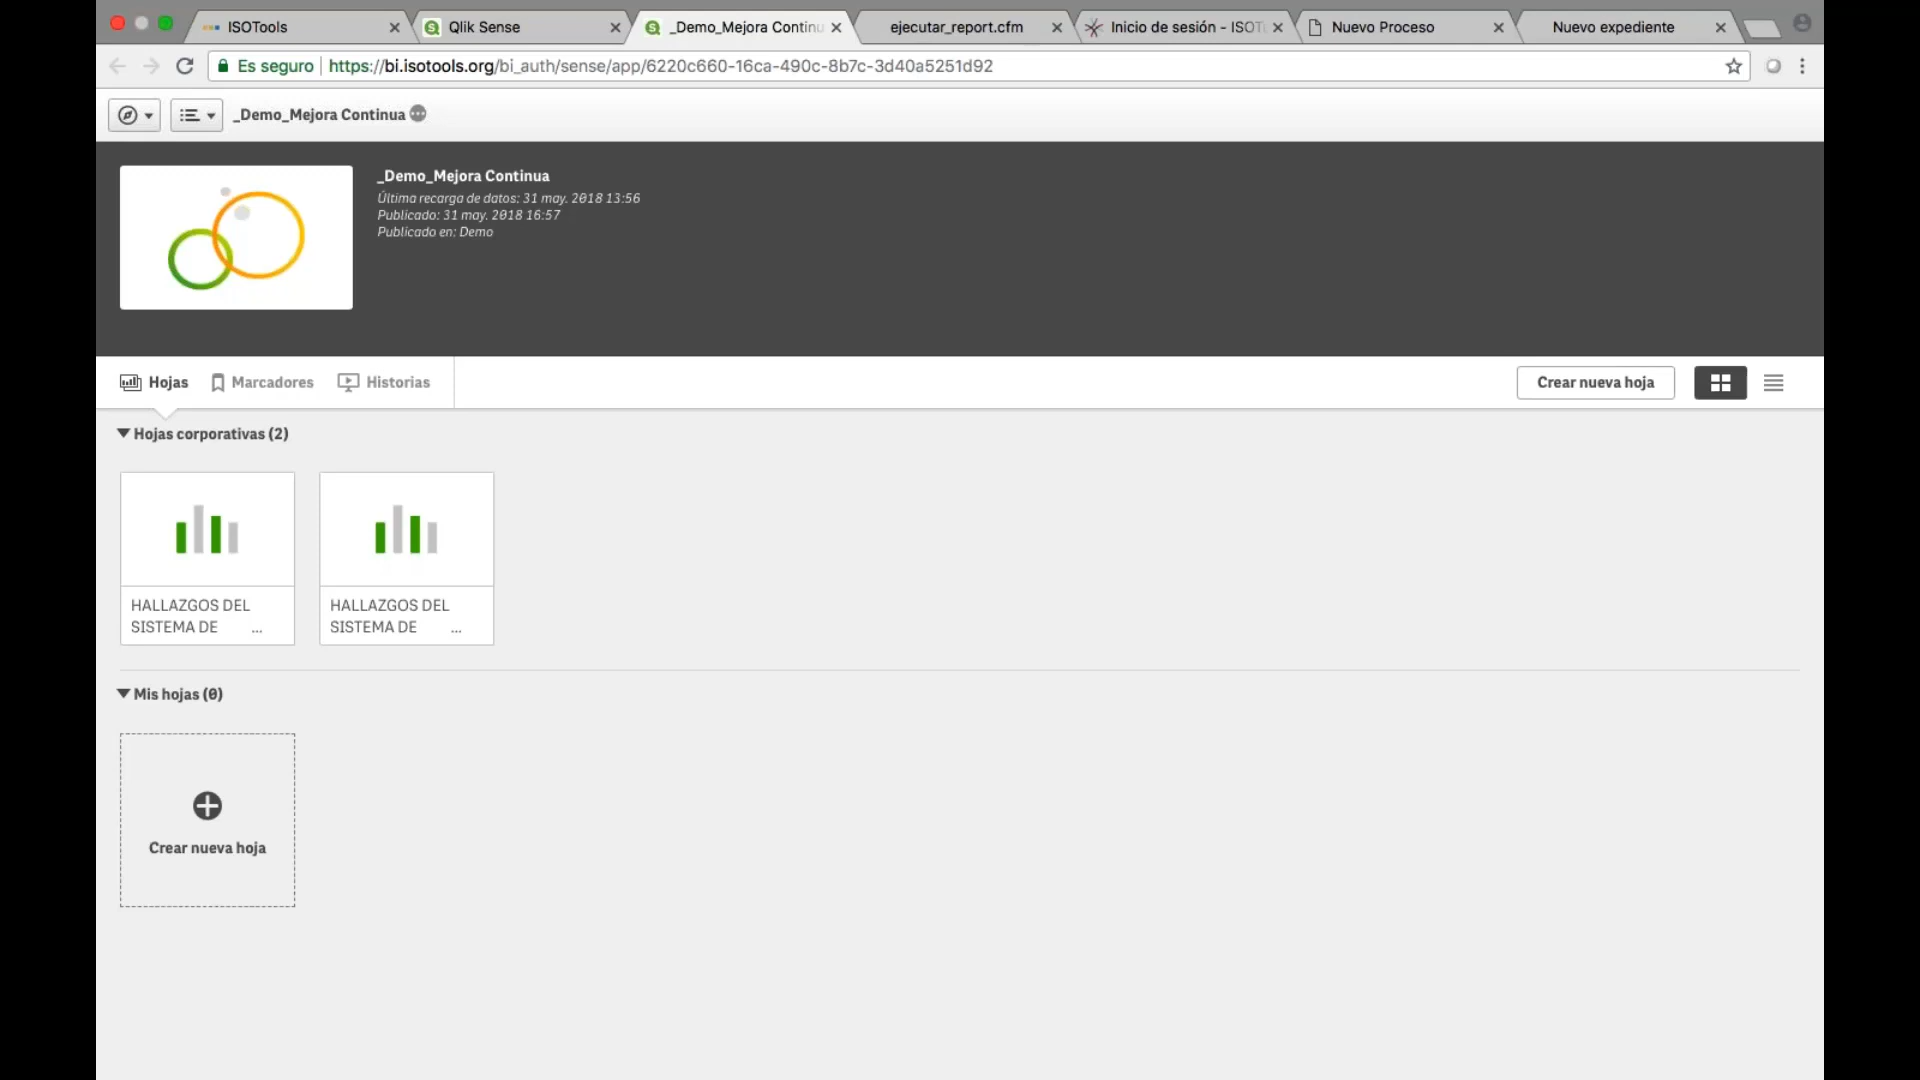 ISOTools
Qlik Sense
_Demo_Mejora Continu
ejecutar_report.cfm
Inicio de sesión - ISOT
Nuevo Proceso
Nuevo expediente
Es seguro
https://bi.isotools.org/bi_auth/sense/app/6220c660-16ca-490c-8b7c-3d40a5251d92
_Demo_Mejora Continua
_Demo_Mejora Continua
Última recarga de datos: 31 may. 2018 13:56
Publicado: 31 may. 2018 16:57
Publicado en: Demo
Hojas
Marcadores
Historias
Crear nueva hoja
Hojas corporativas (2)
HALLAZGOS DEL
SISTEMA DE ...
HALLAZGOS DEL
SISTEMA DE ...
Mis hojas (0)
Crear nueva hoja